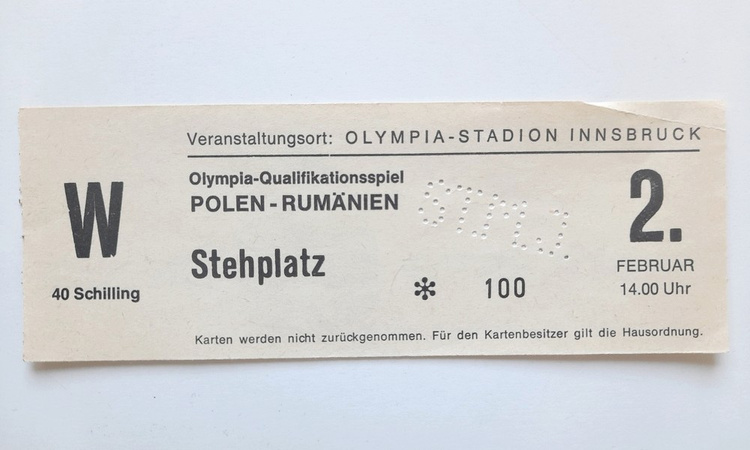 Veranstaltungsort: OLYMPIA-STADION INNSBRUCK
W
40 Schilling
Olympia-Qualifikationsspiel
POLEN - RUMÄNIEN
Stehplatz
* 100
2.
FEBRUAR
14.00 Uhr
Karten werden nicht zurückgenommen. Für den Kartenbesitzer gilt die Hausordnung.